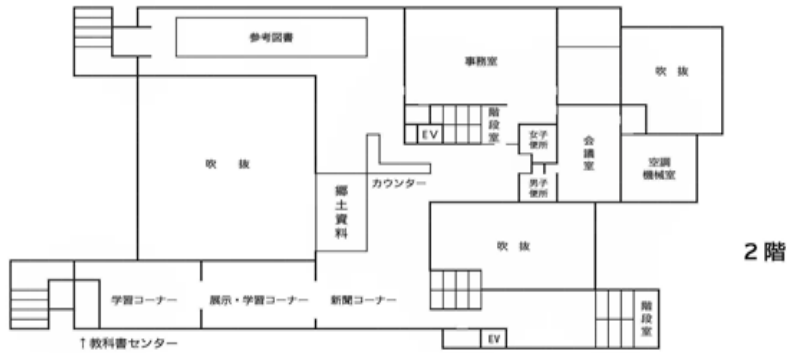 参考図書
事務室
吹 抜
階段室
EV
女子
便所
会議室
吹 抜
空調
機械室
カウンター
男子
便所
郷土資料
吹 抜
2階
学習コーナー
展示・学習コーナー
新聞コーナー
階段室
EV
↑教科書センター